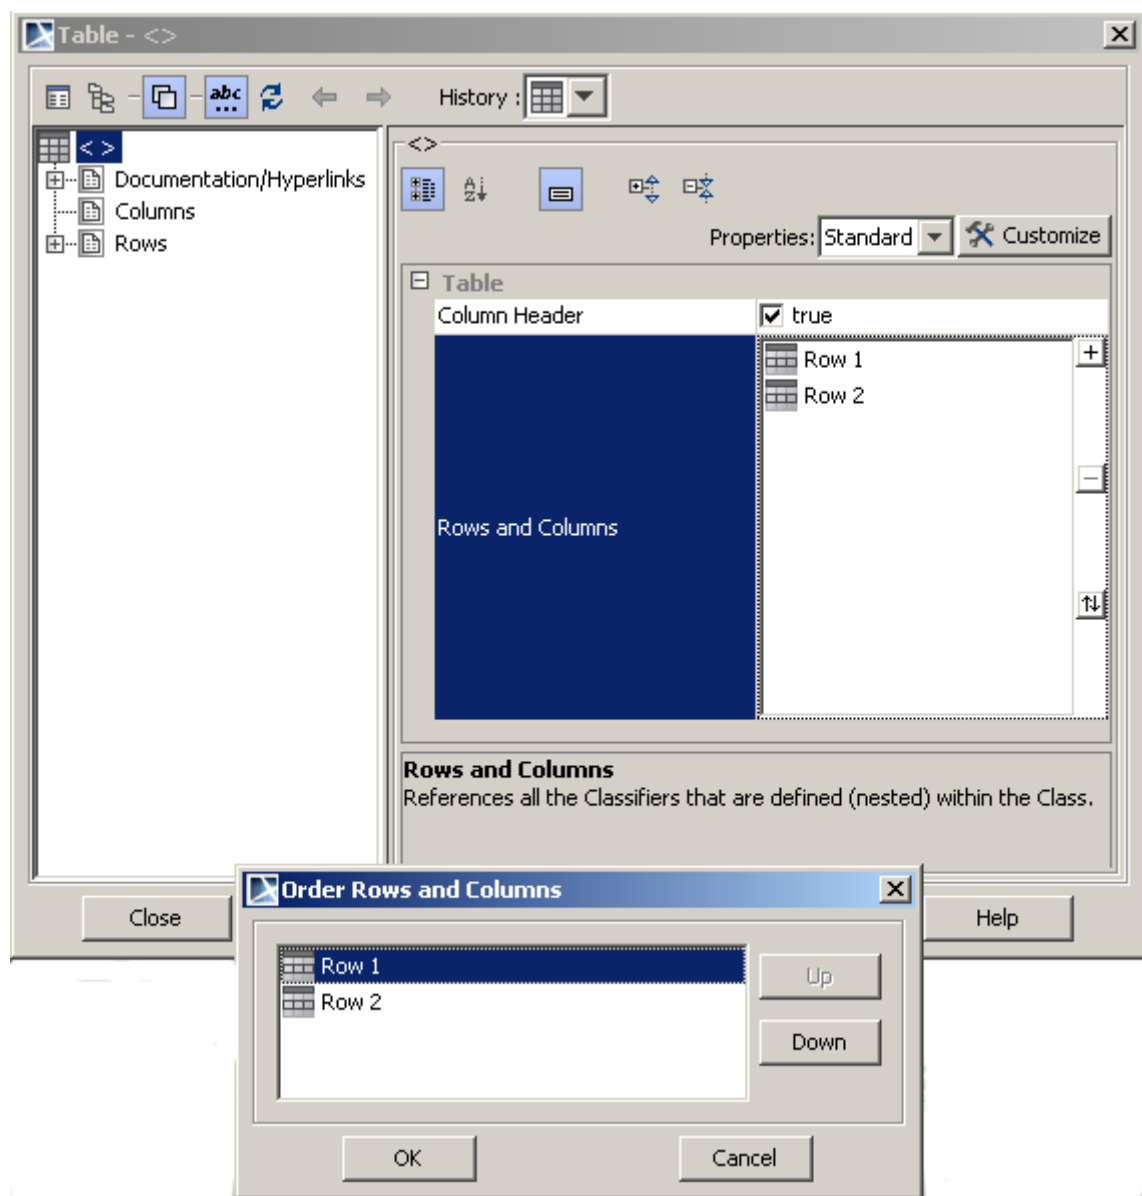 Table - <>
abc
History :
< >
Documentation/Hyperlinks
Columns
Rows
<>
Properties: Standard Customize
Table
Column Header true
Rows and Columns
Row 1
Row 2
Rows and Columns
References all the Classifiers that are defined (nested) within the Class.
Close
Help
Order Rows and Columns
Row 1
Row 2
Up
Down
OK
Cancel